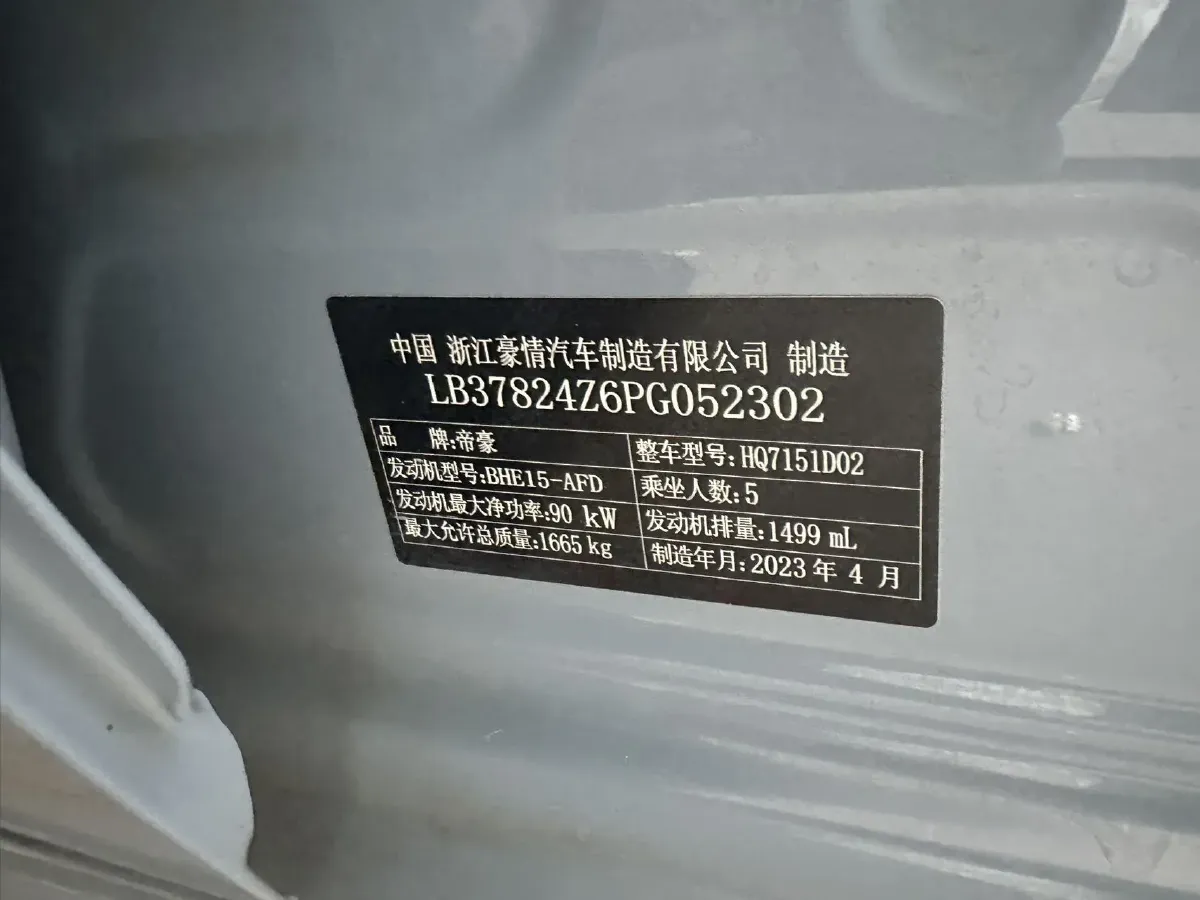 中国 浙江豪情汽车制造有限公司 制造
LB37824Z6PG052302
品 牌:帝豪 整车型号:HQ7151D02
发动机型号:BHE15-AFD 乘坐人数:5
发动机最大净功率:90 kW 发动机排量:1499 mL
最大允许总质量:1665 kg 制造年月:2023 年 4 月